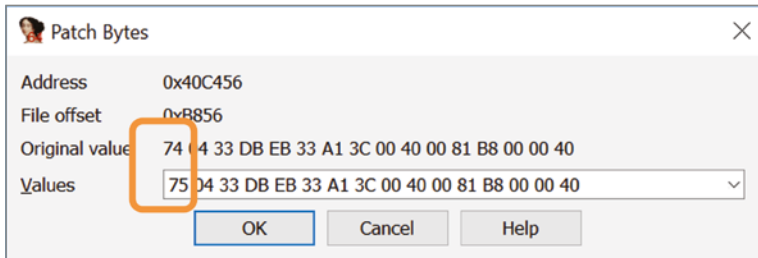 Patch Bytes
Address 0x40C456
File offset 0xB856
Original value 74 04 33 DB EB 33 A1 3C 00 40 00 81 B8 00 00 40
Values 75 04 33 DB EB 33 A1 3C 00 40 00 81 B8 00 00 40
OK Cancel Help